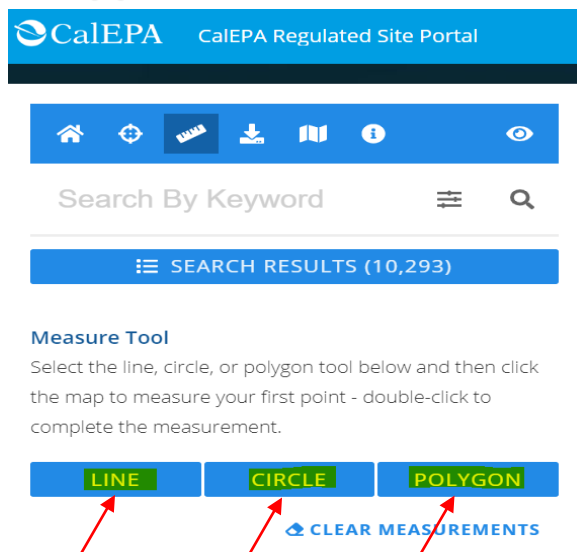 CalEPA CalEPA Regulated Site Portal
Search By Keyword
SEARCH RESULTS (10,293)
Measure Tool
Select the line, circle, or polygon tool below and then click
the map to measure your first point - double-click to
complete the measurement.
LINE CIRCLE POLYGON
CLEAR MEASUREMENTS